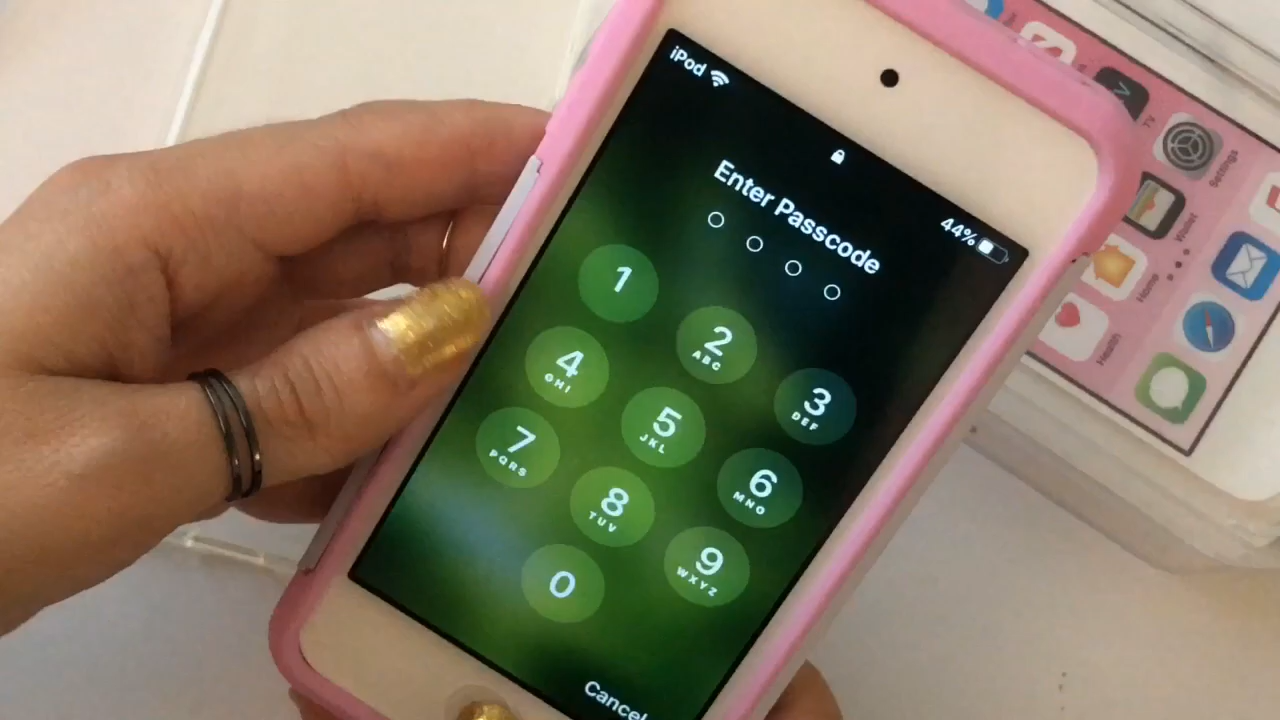 iPod
44%
Enter Passcode
1
2
ABC
3
DEF
4
GHI
5
JKL
6
MNO
7
PQRS
8
TUV
9
WXYZ
0
Cancel
TV
Settings
Wallet
Home
Health